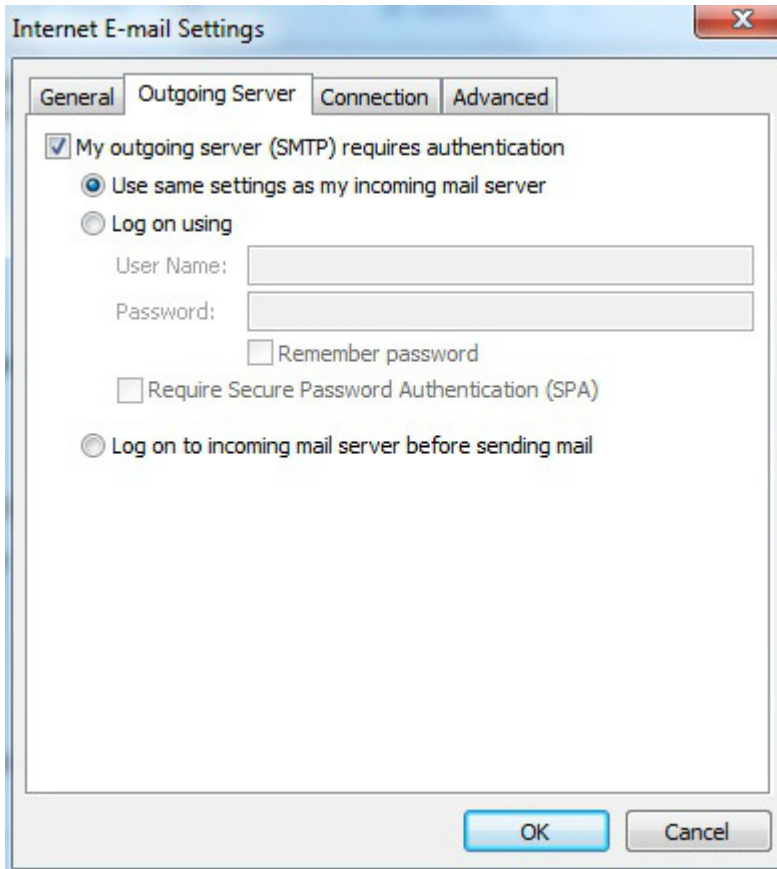 Internet E-mail Settings
X
General Outgoing Server Connection Advanced
My outgoing server (SMTP) requires authentication
Use same settings as my incoming mail server
Log on using
User Name:
Password:
Remember password
Require Secure Password Authentication (SPA)
Log on to incoming mail server before sending mail
OK Cancel